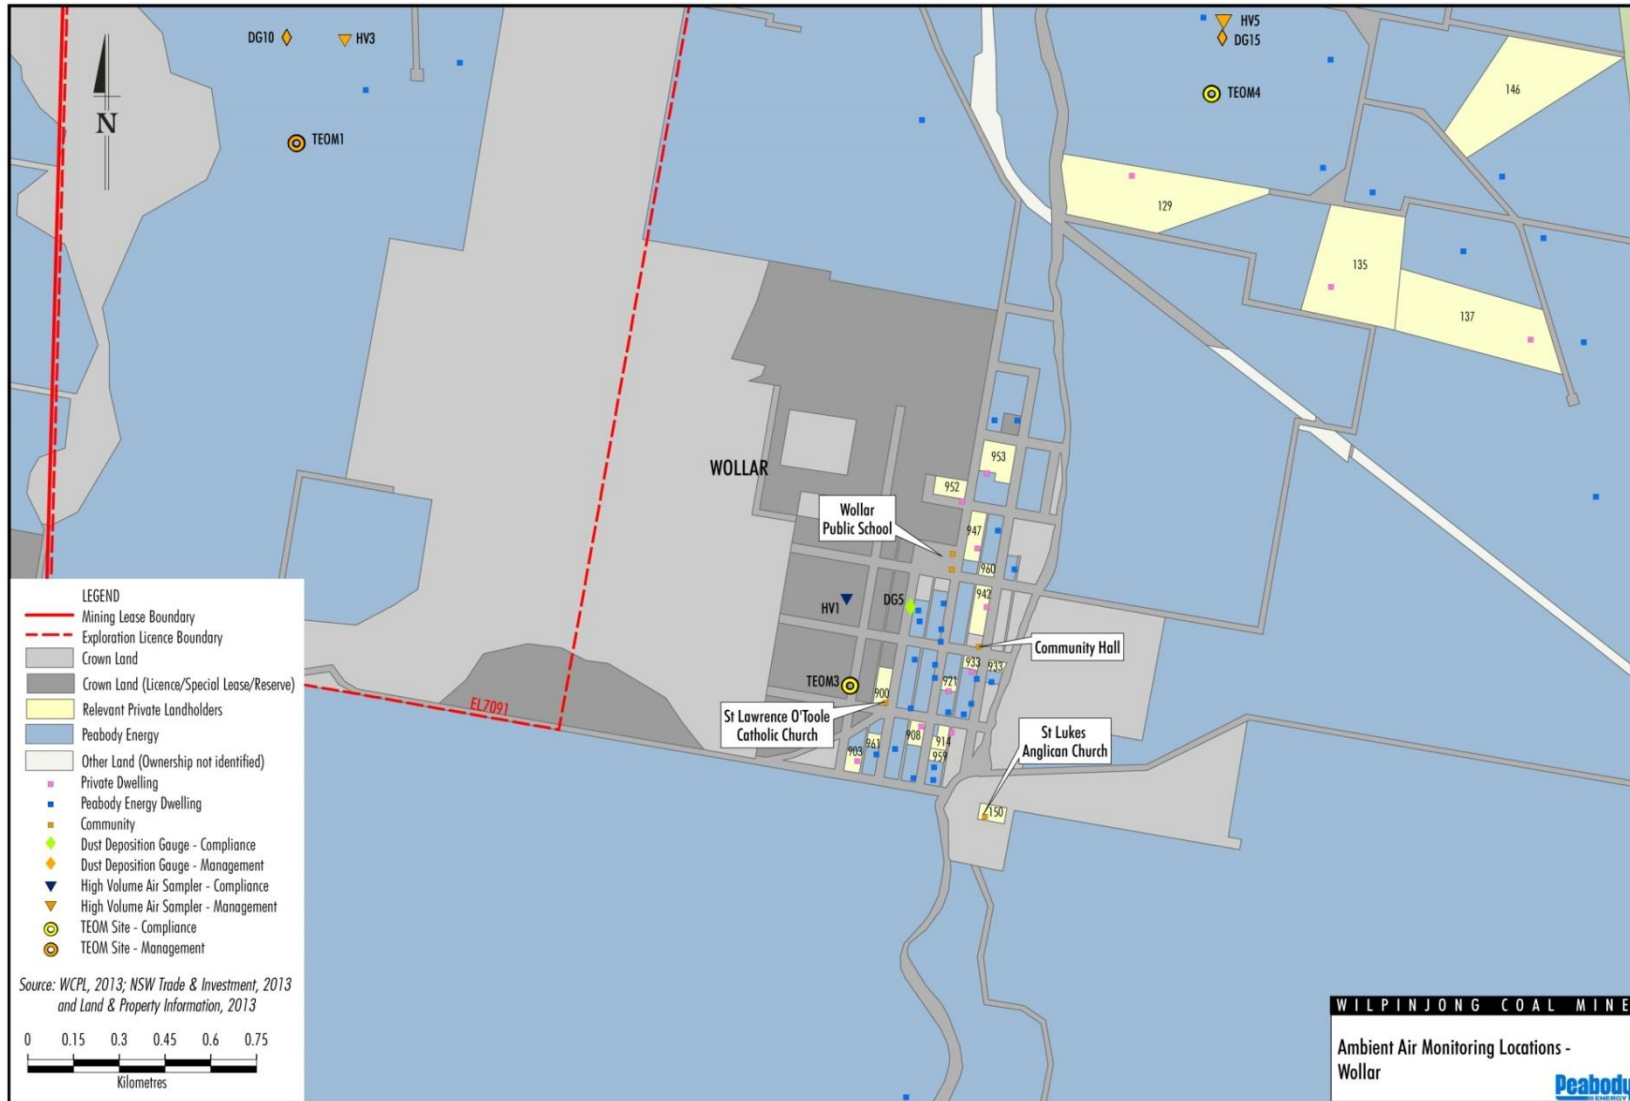 DG10
HV3
TEOM1
N
HV5
DG15
TEOM4
146
129
135
137
WOLLAR
953
952
Wollar
Public School
947
960
942
HV1
DG5
Community Hall
933
933
921
TEOM3
900
St Lawrence O'Toole
Catholic Church
EL7091
908
914
961
903
959
St Lukes
Anglican Church
150
LEGEND
Mining Lease Boundary
Exploration Licence Boundary
Crown Land
Crown Land (Licence/Special Lease/Reserve)
Relevant Private Landholders
Peabody Energy
Other Land (Ownership not identified)
Private Dwelling
Peabody Energy Dwelling
Community
Dust Deposition Gauge - Compliance
Dust Deposition Gauge - Management
High Volume Air Sampler - Compliance
High Volume Air Sampler - Management
TEOM Site - Compliance
TEOM Site - Management
Source: WCPL, 2013; NSW Trade & Investment, 2013
and Land & Property Information, 2013
0 0.15 0.3 0.45 0.6 0.75
Kilometres
WILPINJONG COAL MINE
Ambient Air Monitoring Locations -
Wollar
Peabody
ENERGY